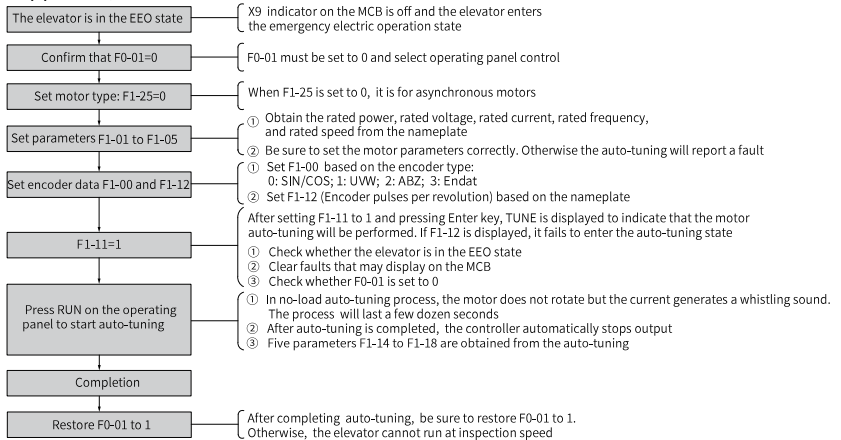 The elevator is in the EEO state
X9 indicator on the MCB is off and the elevator enters
the emergency electric operation state
Confirm that F0-01=0
F0-01 must be set to 0 and select operating panel control
Set motor type: F1-25=0
When F1-25 is set to 0, it is for asynchronous motors
Set parameters F1-01 to F1-05
① Obtain the rated power, rated voltage, rated current, rated frequency,
and rated speed from the nameplate
② Be sure to set the motor parameters correctly. Otherwise the auto-tuning will report a fault
Set encoder data F1-00 and F1-12
① Set F1-00 based on the encoder type:
0: SIN/COS; 1: UVW; 2: ABZ; 3: Endat
② Set F1-12 (Encoder pulses per revolution) based on the nameplate
F1-11=1
After setting F1-11 to 1 and pressing Enter key, TUNE is displayed to indicate that the motor
auto-tuning will be performed. If F1-12 is displayed, it fails to enter the auto-tuning state
① Check whether the elevator is in the EEO state
② Clear faults that may display on the MCB
③ Check whether F0-01 is set to 0
Press RUN on the operating
panel to start auto-tuning
① In no-load auto-tuning process, the motor does not rotate but the current generates a whistling sound.
The process will last a few dozen seconds
② After auto-tuning is completed, the controller automatically stops output
③ Five parameters F1-14 to F1-18 are obtained from the auto-tuning
Completion
Restore F0-01 to 1
After completing auto-tuning, be sure to restore F0-01 to 1.
Otherwise, the elevator cannot run at inspection speed